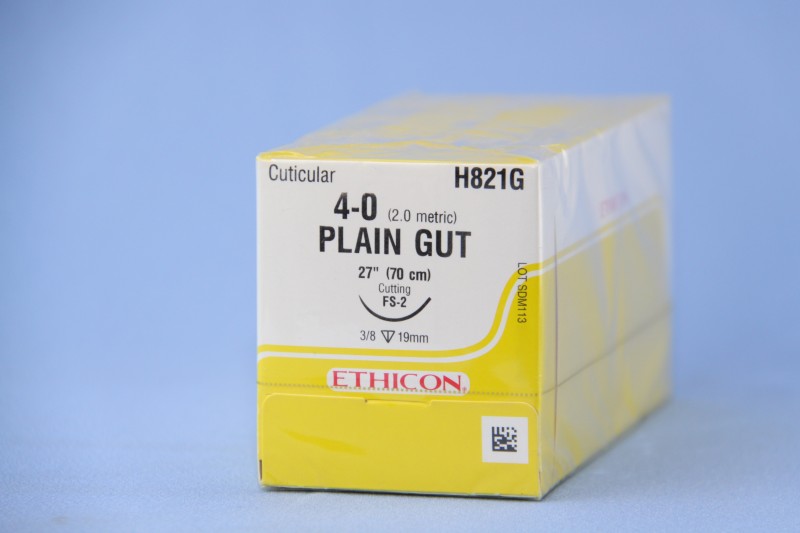 Cuticular
H821G
4-0 (2.0 metric)
PLAIN GUT
27" (70 cm)
Cutting
FS-2
3/8 19mm
LOT SDM113
ETHICON